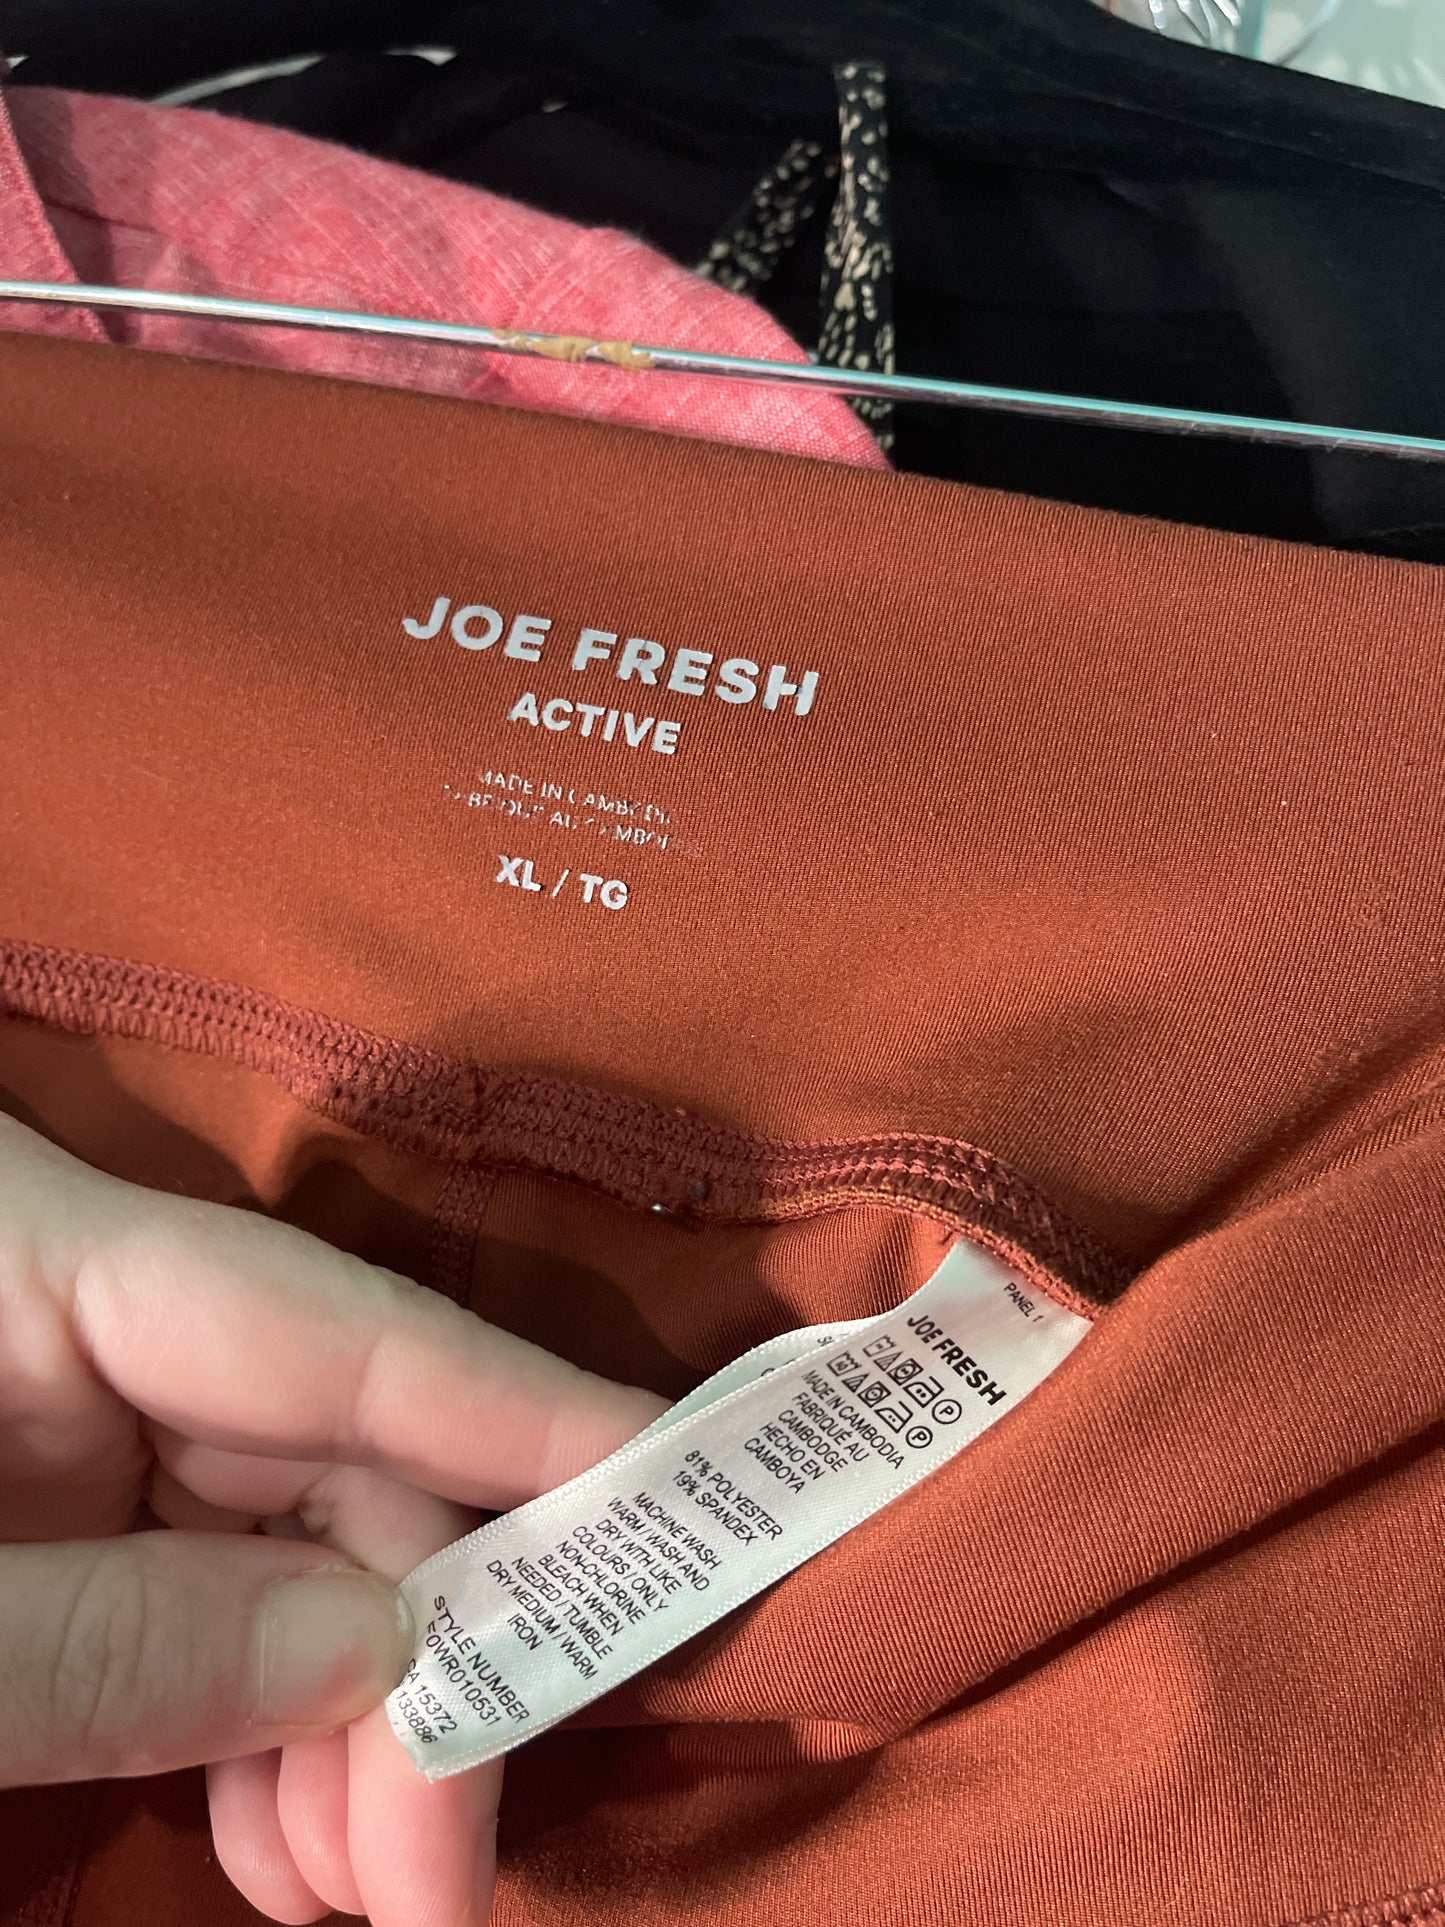 JOE FRESH
ACTIVE
MADE IN CAMBODIA
XL / TG
PANEL 1
JOE FRESH
P
P
MADE IN CAMBODIA
FABRIQUÉ AU
CAMBODGE
HECHO EN
CAMBOYA
81% POLYESTER
19% SPANDEX
MACHINE WASH
WARM / WASH AND
DRY WITH LIKE
COLOURS / ONLY
NON-CHLORINE
BLEACH WHEN
NEEDED / TUMBLE
DRY MEDIUM / WARM
IRON
STYLE NUMBER
15372